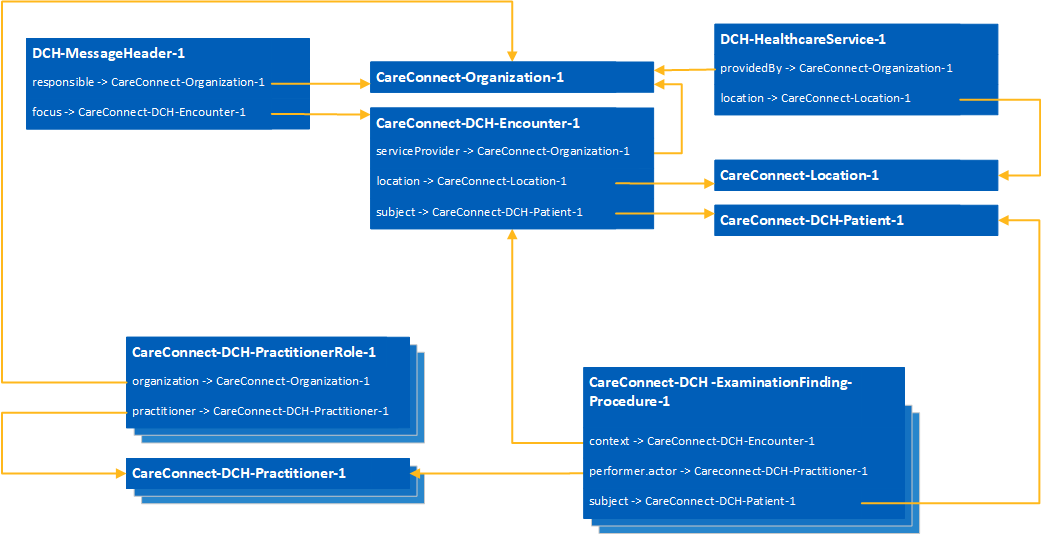 DCH-MessageHeader-1
responsible -> CareConnect-Organization-1
focus -> CareConnect-DCH-Encounter-1
CareConnect-Organization-1
CareConnect-DCH-Encounter-1
serviceProvider -> CareConnect-Organization-1
location -> CareConnect-Location-1
subject -> CareConnect-DCH-Patient-1
DCH-HealthcareService-1
providedBy -> CareConnect-Organization-1
location -> CareConnect-Location-1
CareConnect-Location-1
CareConnect-DCH-Patient-1
CareConnect-DCH-PractitionerRole-1
organization -> CareConnect-Organization-1
practitioner -> CareConnect-DCH-Practitioner-1
CareConnect-DCH-Practitioner-1
CareConnect-DCH -ExaminationFinding-
Procedure-1
context -> CareConnect-DCH-Encounter-1
performer.actor -> Careconnect-DCH-Practitioner-1
subject -> CareConnect-DCH-Patient-1